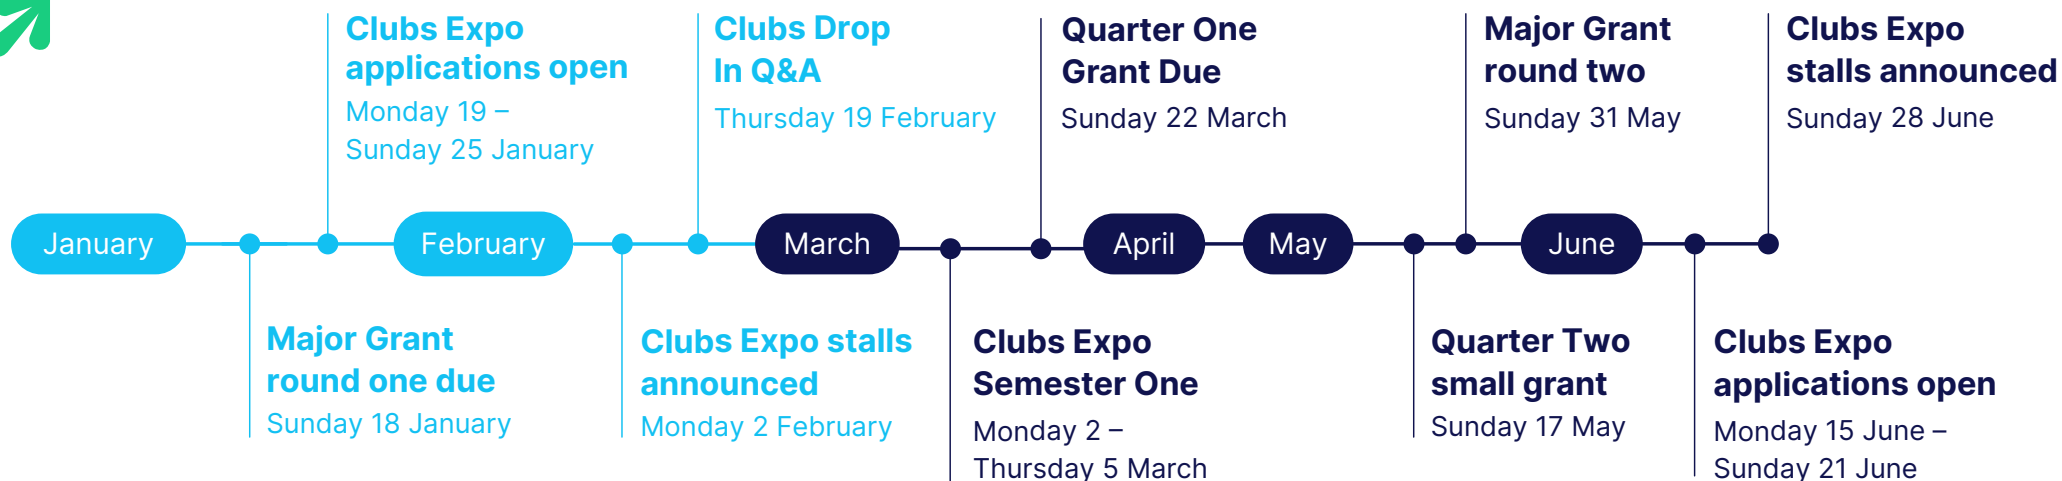 Clubs Expo
applications open
Monday 19 –
Sunday 25 January
Clubs Drop
In Q&A
Thursday 19 February
Quarter One
Grant Due
Sunday 22 March
Major Grant
round two
Sunday 31 May
Clubs Expo
stalls announced
Sunday 28 June
January
February
March
April
May
June
Major Grant
round one due
Sunday 18 January
Clubs Expo stalls
announced
Monday 2 February
Clubs Expo
Semester One
Monday 2 –
Thursday 5 March
Quarter Two
small grant
Sunday 17 May
Clubs Expo
applications open
Monday 15 June –
Sunday 21 June